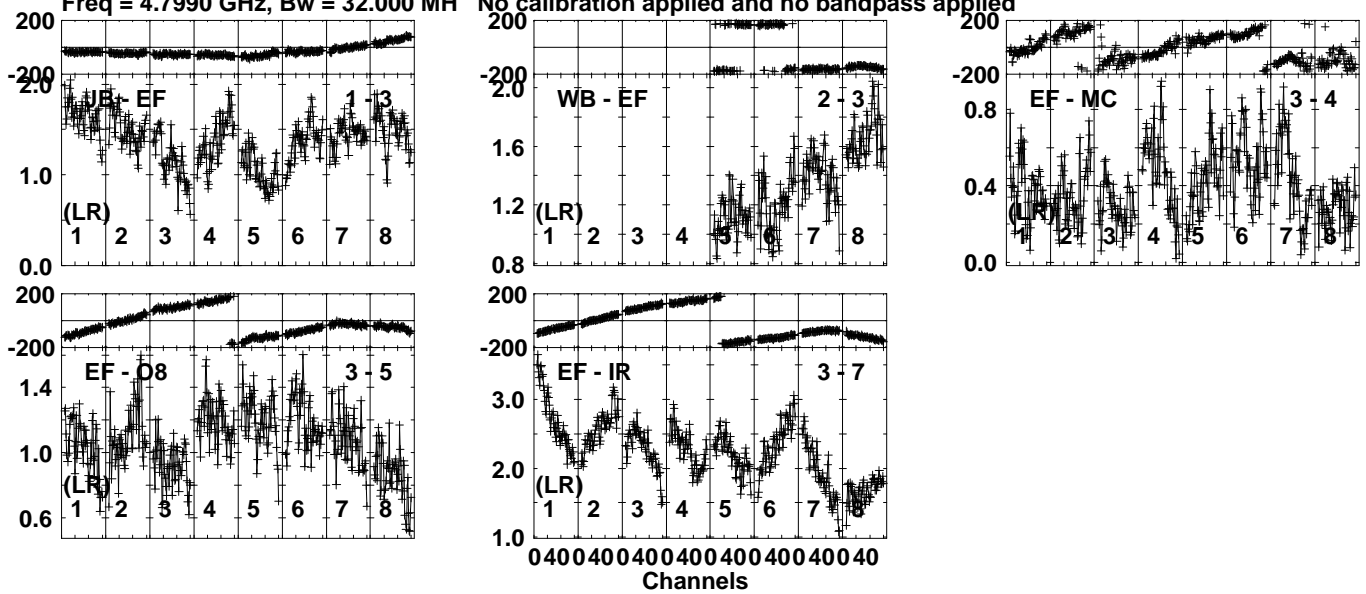 Freq = 4.7990 GHz, Bw = 32.000 MH No calibration applied and no bandpass applied
200
-200
2.0
1.0
0.0
JB - EF 1 - 3
(LR)
1 2 3 4 5 6 7 8
200
-200
2.0
1.6
1.2
0.8
WB - EF 2 - 3
(LR)
1 2 3 4 5 6 7 8
200
-200
0.8
0.4
0.0
EF - MC 3 - 4
(LR)
1 2 3 4 5 6 7 8
200
-200
1.4
1.0
0.6
EF - O8 3 - 5
(LR)
1 2 3 4 5 6 7 8
200
-200
3.0
2.0
1.0
EF - IR 3 - 7
(LR)
1 2 3 4 5 6 7 8
0 40 0 40 0 40 0 40 0 40 0 40 0 40 0 40
Channels